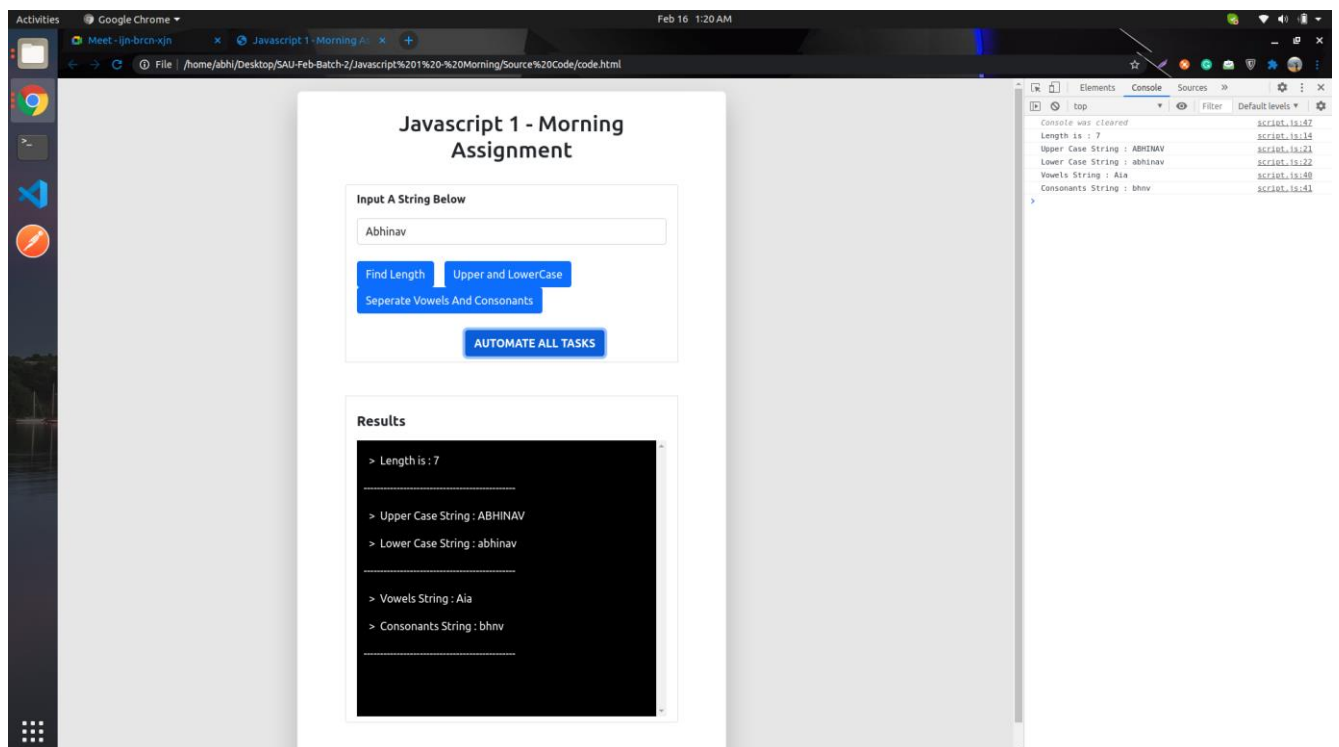 Activities
Google Chrome
Feb 16 1:20 AM
Meet - ijn-brcn-xjn
Javascript 1 - Morning As
File | /home/abhi/Desktop/SAU-Feb-Batch-2/Javascript%201%20-%20Morning/Source%20Code/code.html
Javascript 1 - Morning
Assignment
Input A String Below
Abhinav
Find Length
Upper and LowerCase
Seperate Vowels And Consonants
AUTOMATE ALL TASKS
Results
> Length is : 7
----------------------------------------------
> Upper Case String : ABHINAV
> Lower Case String : abhinav
----------------------------------------------
> Vowels String : Aia
> Consonants String : bhnv
----------------------------------------------
Elements Console Sources »
top Filter Default levels
Console was cleared script.js:47
Length is : 7 script.js:14
Upper Case String : ABHINAV script.js:21
Lower Case String : abhinav script.js:22
Vowels String : Aia script.js:40
Consonants String : bhnv script.js:41
>